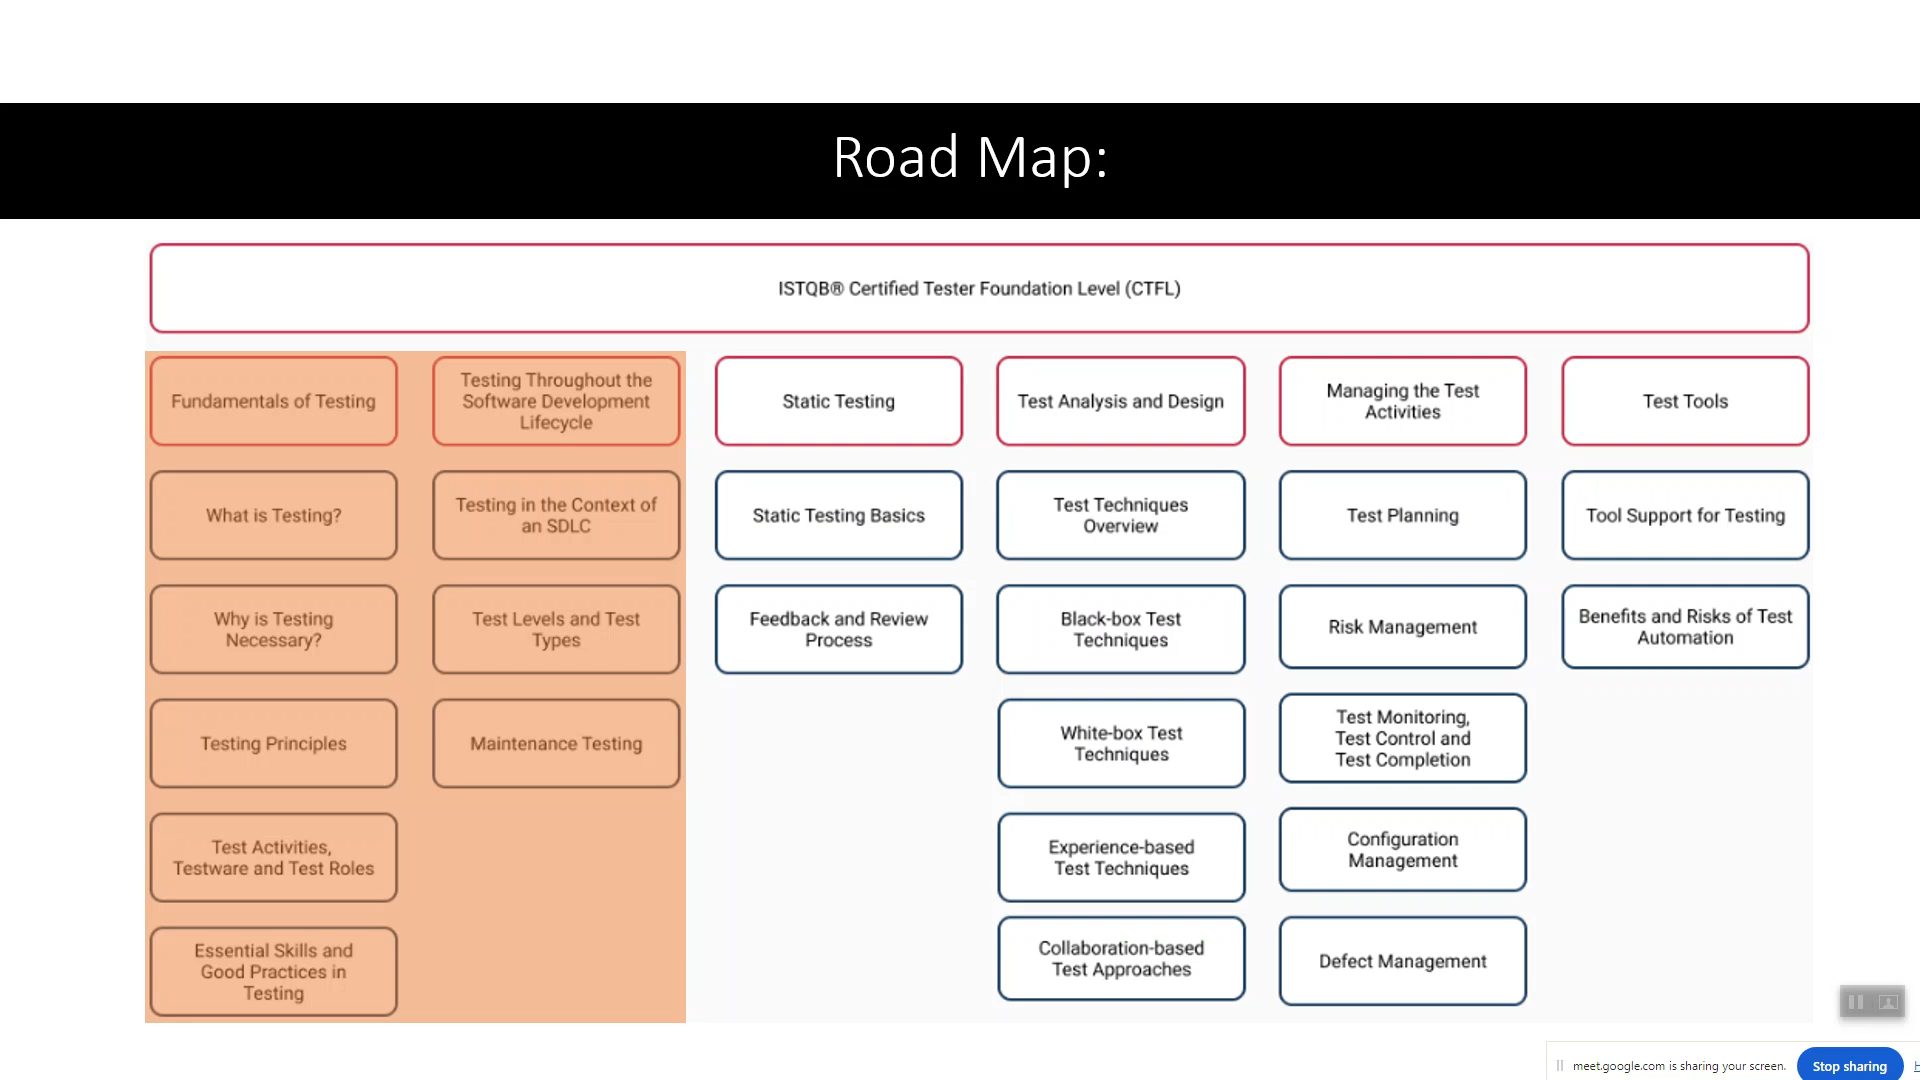 Road Map:
ISTQB® Certified Tester Foundation Level (CTFL)
Fundamentals of Testing
What is Testing?
Why is Testing
Necessary?
Testing Principles
Test Activities,
Testware and Test Roles
Essential Skills and
Good Practices in
Testing
Testing Throughout the
Software Development
Lifecycle
Testing in the Context of
an SDLC
Test Levels and Test
Types
Maintenance Testing
Static Testing
Static Testing Basics
Feedback and Review
Process
Test Analysis and Design
Test Techniques
Overview
Black-box Test
Techniques
White-box Test
Techniques
Experience-based
Test Techniques
Collaboration-based
Test Approaches
Managing the Test
Activities
Test Planning
Risk Management
Test Monitoring,
Test Control and
Test Completion
Configuration
Management
Defect Management
Test Tools
Tool Support for Testing
Benefits and Risks of Test
Automation
meet.google.com is sharing your screen.
Stop sharing